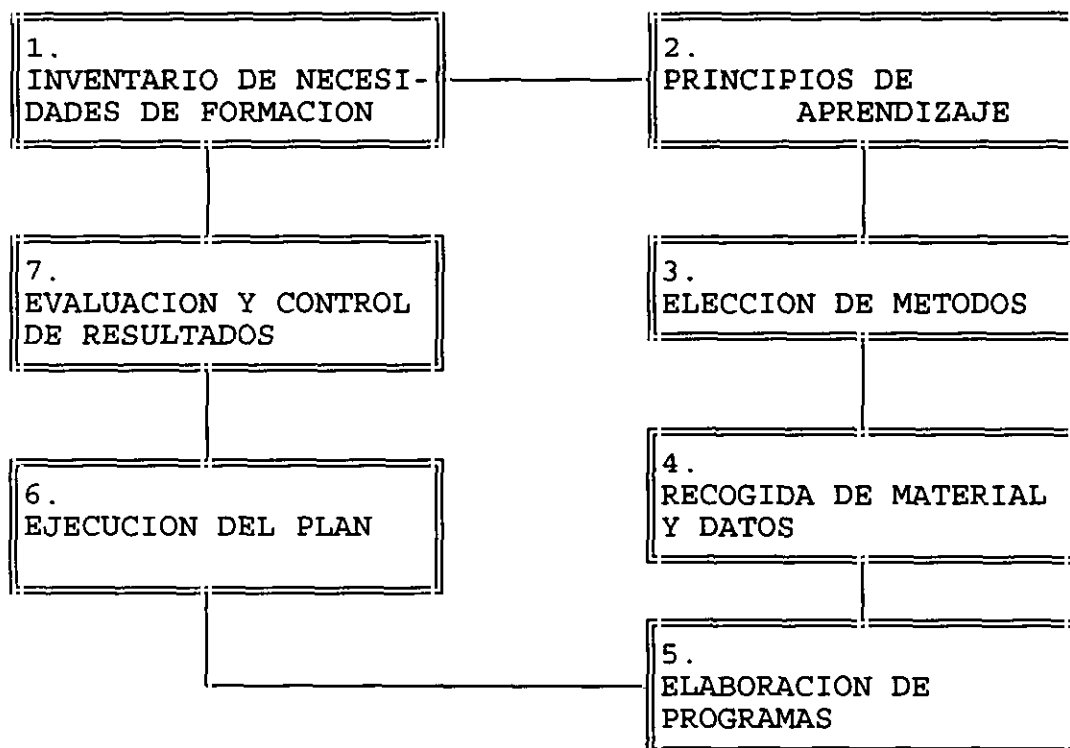 1.
INVENTARIO DE NECESI-
DADES DE FORMACION
2.
PRINCIPIOS DE
APRENDIZAJE
7.
EVALUACION Y CONTROL
DE RESULTADOS
3.
ELECCION DE METODOS
6.
EJECUCION DEL PLAN
4.
RECOGIDA DE MATERIAL
Y DATOS
5.
ELABORACION DE
PROGRAMAS